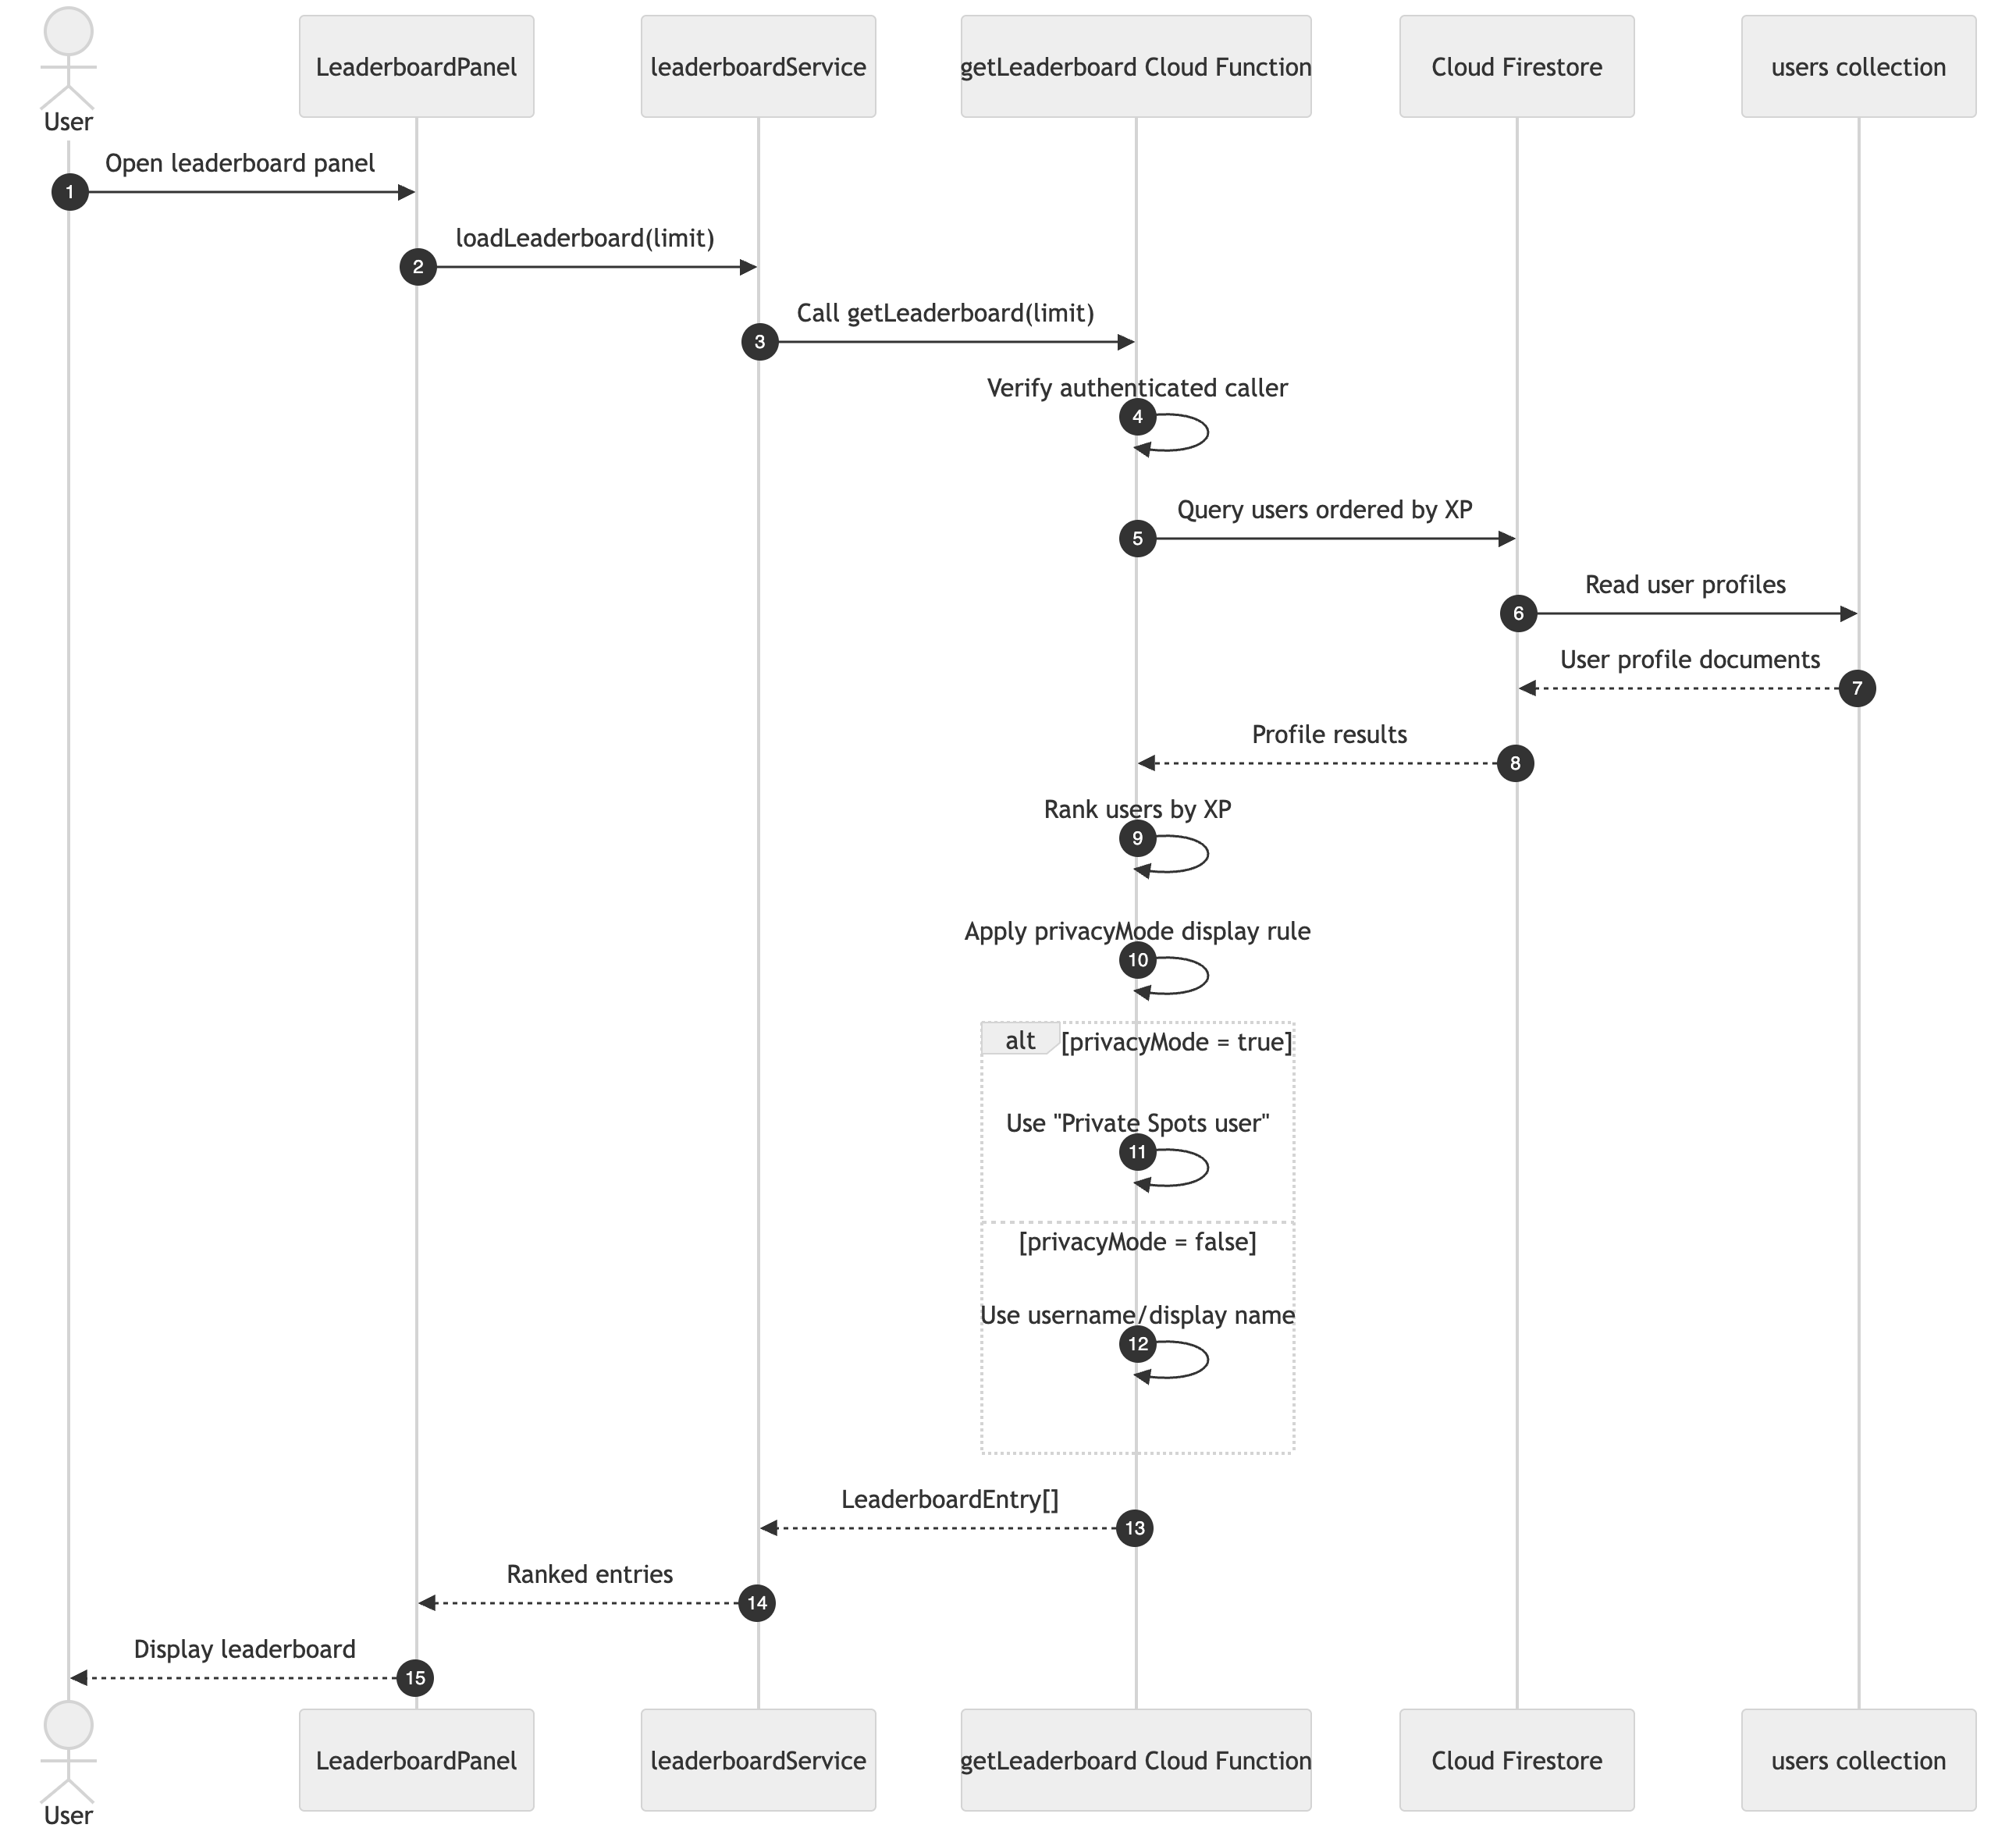 LeaderboardPanel
leaderboardService
getLeaderboard Cloud Function
Cloud Firestore
users collection
User
Open leaderboard panel
1
loadLeaderboard(limit)
2
Call getLeaderboard(limit)
3
Verify authenticated caller
4
Query users ordered by XP
5
Read user profiles
6
User profile documents
7
Profile results
8
Rank users by XP
9
Apply privacyMode display rule
10
alt [privacyMode = true]
Use "Private Spots user"
11
[privacyMode = false]
Use username/display name
12
LeaderboardEntry[]
13
Ranked entries
14
Display leaderboard
15
LeaderboardPanel
leaderboardService
getLeaderboard Cloud Function
Cloud Firestore
users collection
User